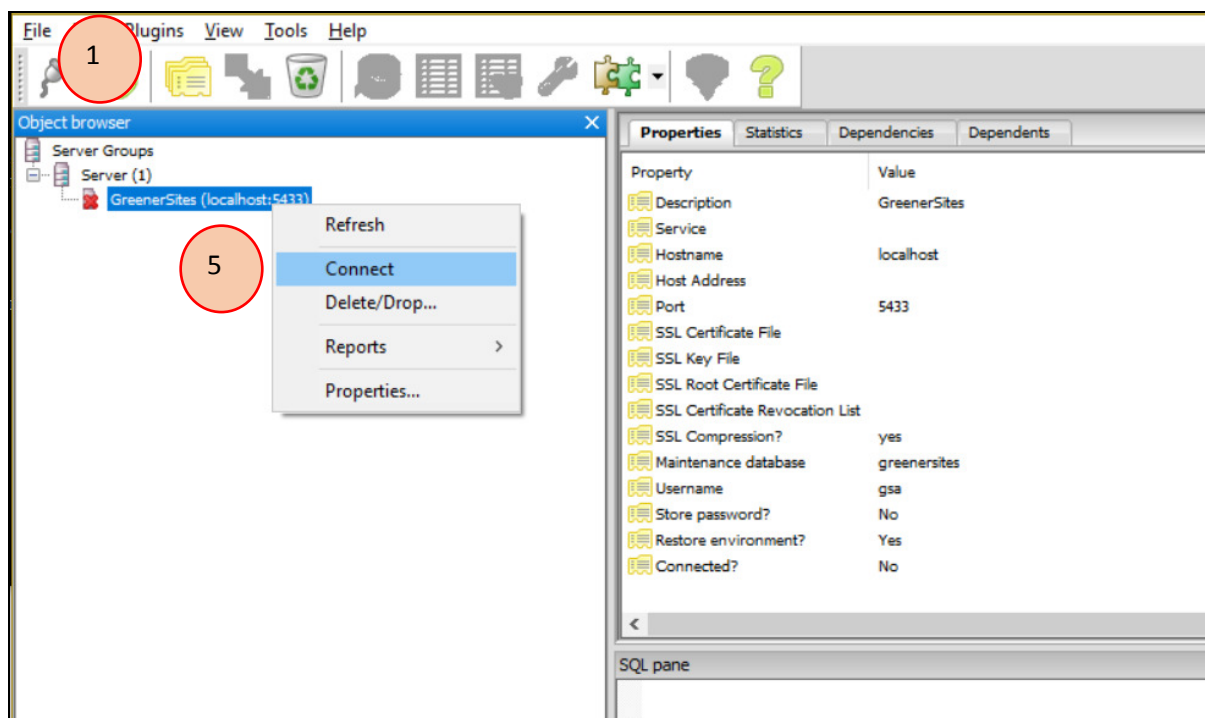 File Plugins View Tools Help
1
Object browser
Server Groups
Server (1)
GreenerSites (localhost:5433)
5
Refresh
Connect
Delete/Drop...
Reports
Properties...
Properties Statistics Dependencies Dependents
Property Value
Description GreenerSites
Service
Hostname localhost
Host Address
Port 5433
SSL Certificate File
SSL Key File
SSL Root Certificate File
SSL Certificate Revocation List
SSL Compression? yes
Maintenance database greenersites
Username gsa
Store password? No
Restore environment? Yes
Connected? No
SQL pane